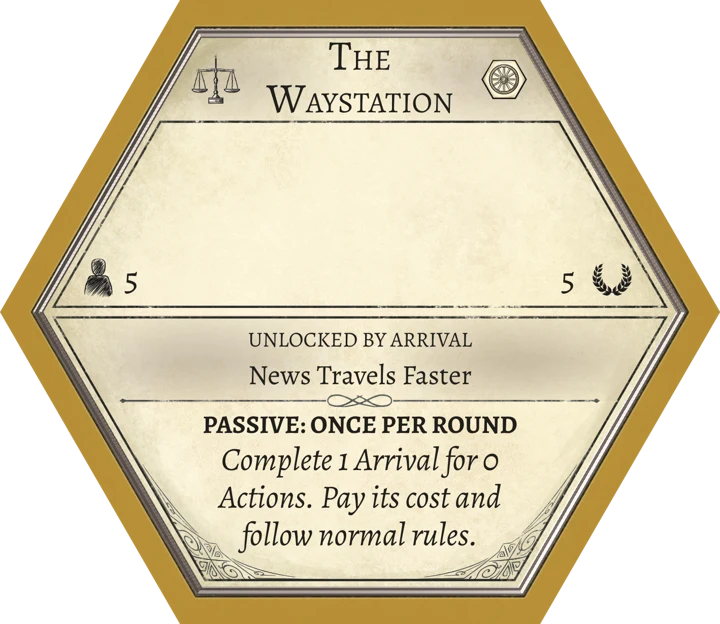 The
Waystation
5
5
UNLOCKED BY ARRIVAL
News Travels Faster
PASSIVE: ONCE PER ROUND
Complete 1 Arrival for 0
Actions. Pay its cost and
follow normal rules.